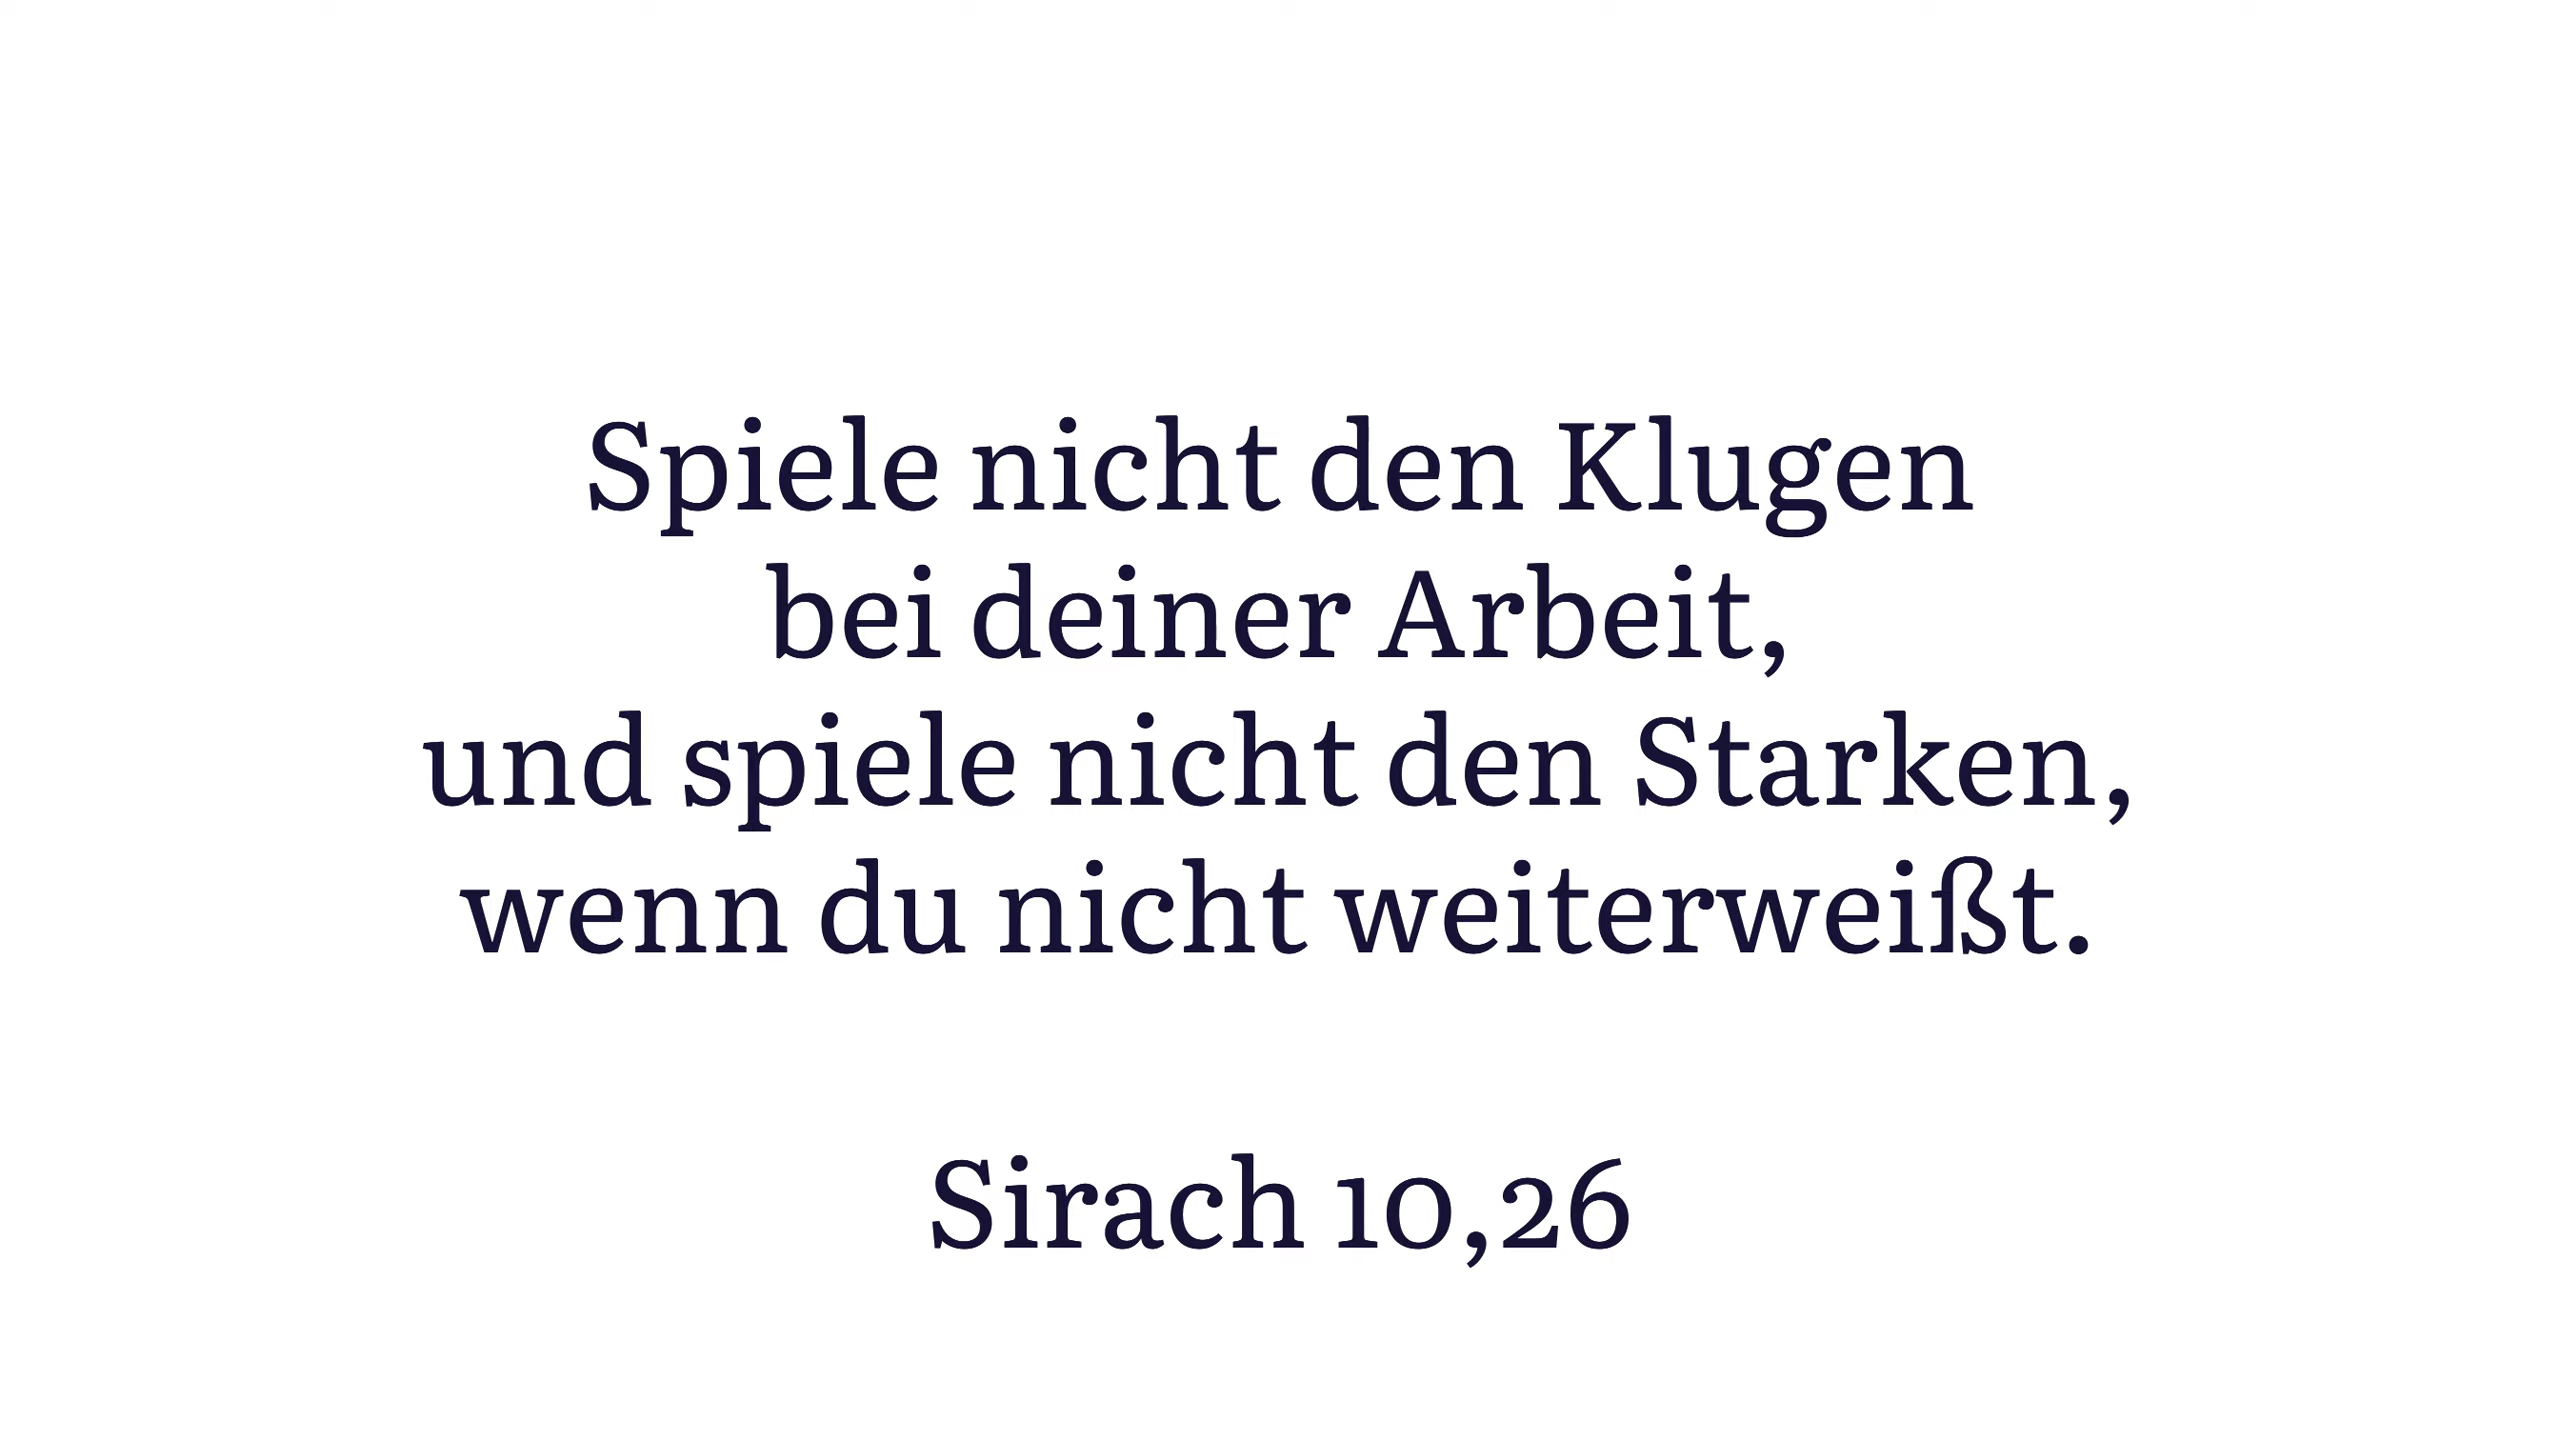 Spiele nicht den Klugen
bei deiner Arbeit,
und spiele nicht den Starken,
wenn du nicht weiterweißt.
Sirach 10,26